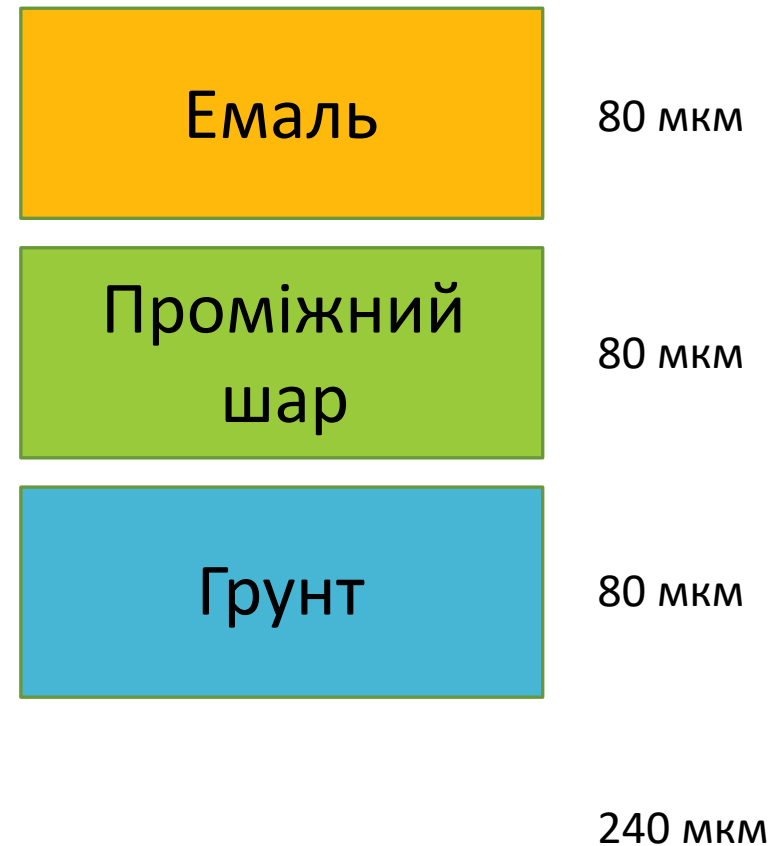 Емаль
80 мкм
Проміжний
шар
80 мкм
Грунт
80 мкм
240 мкм